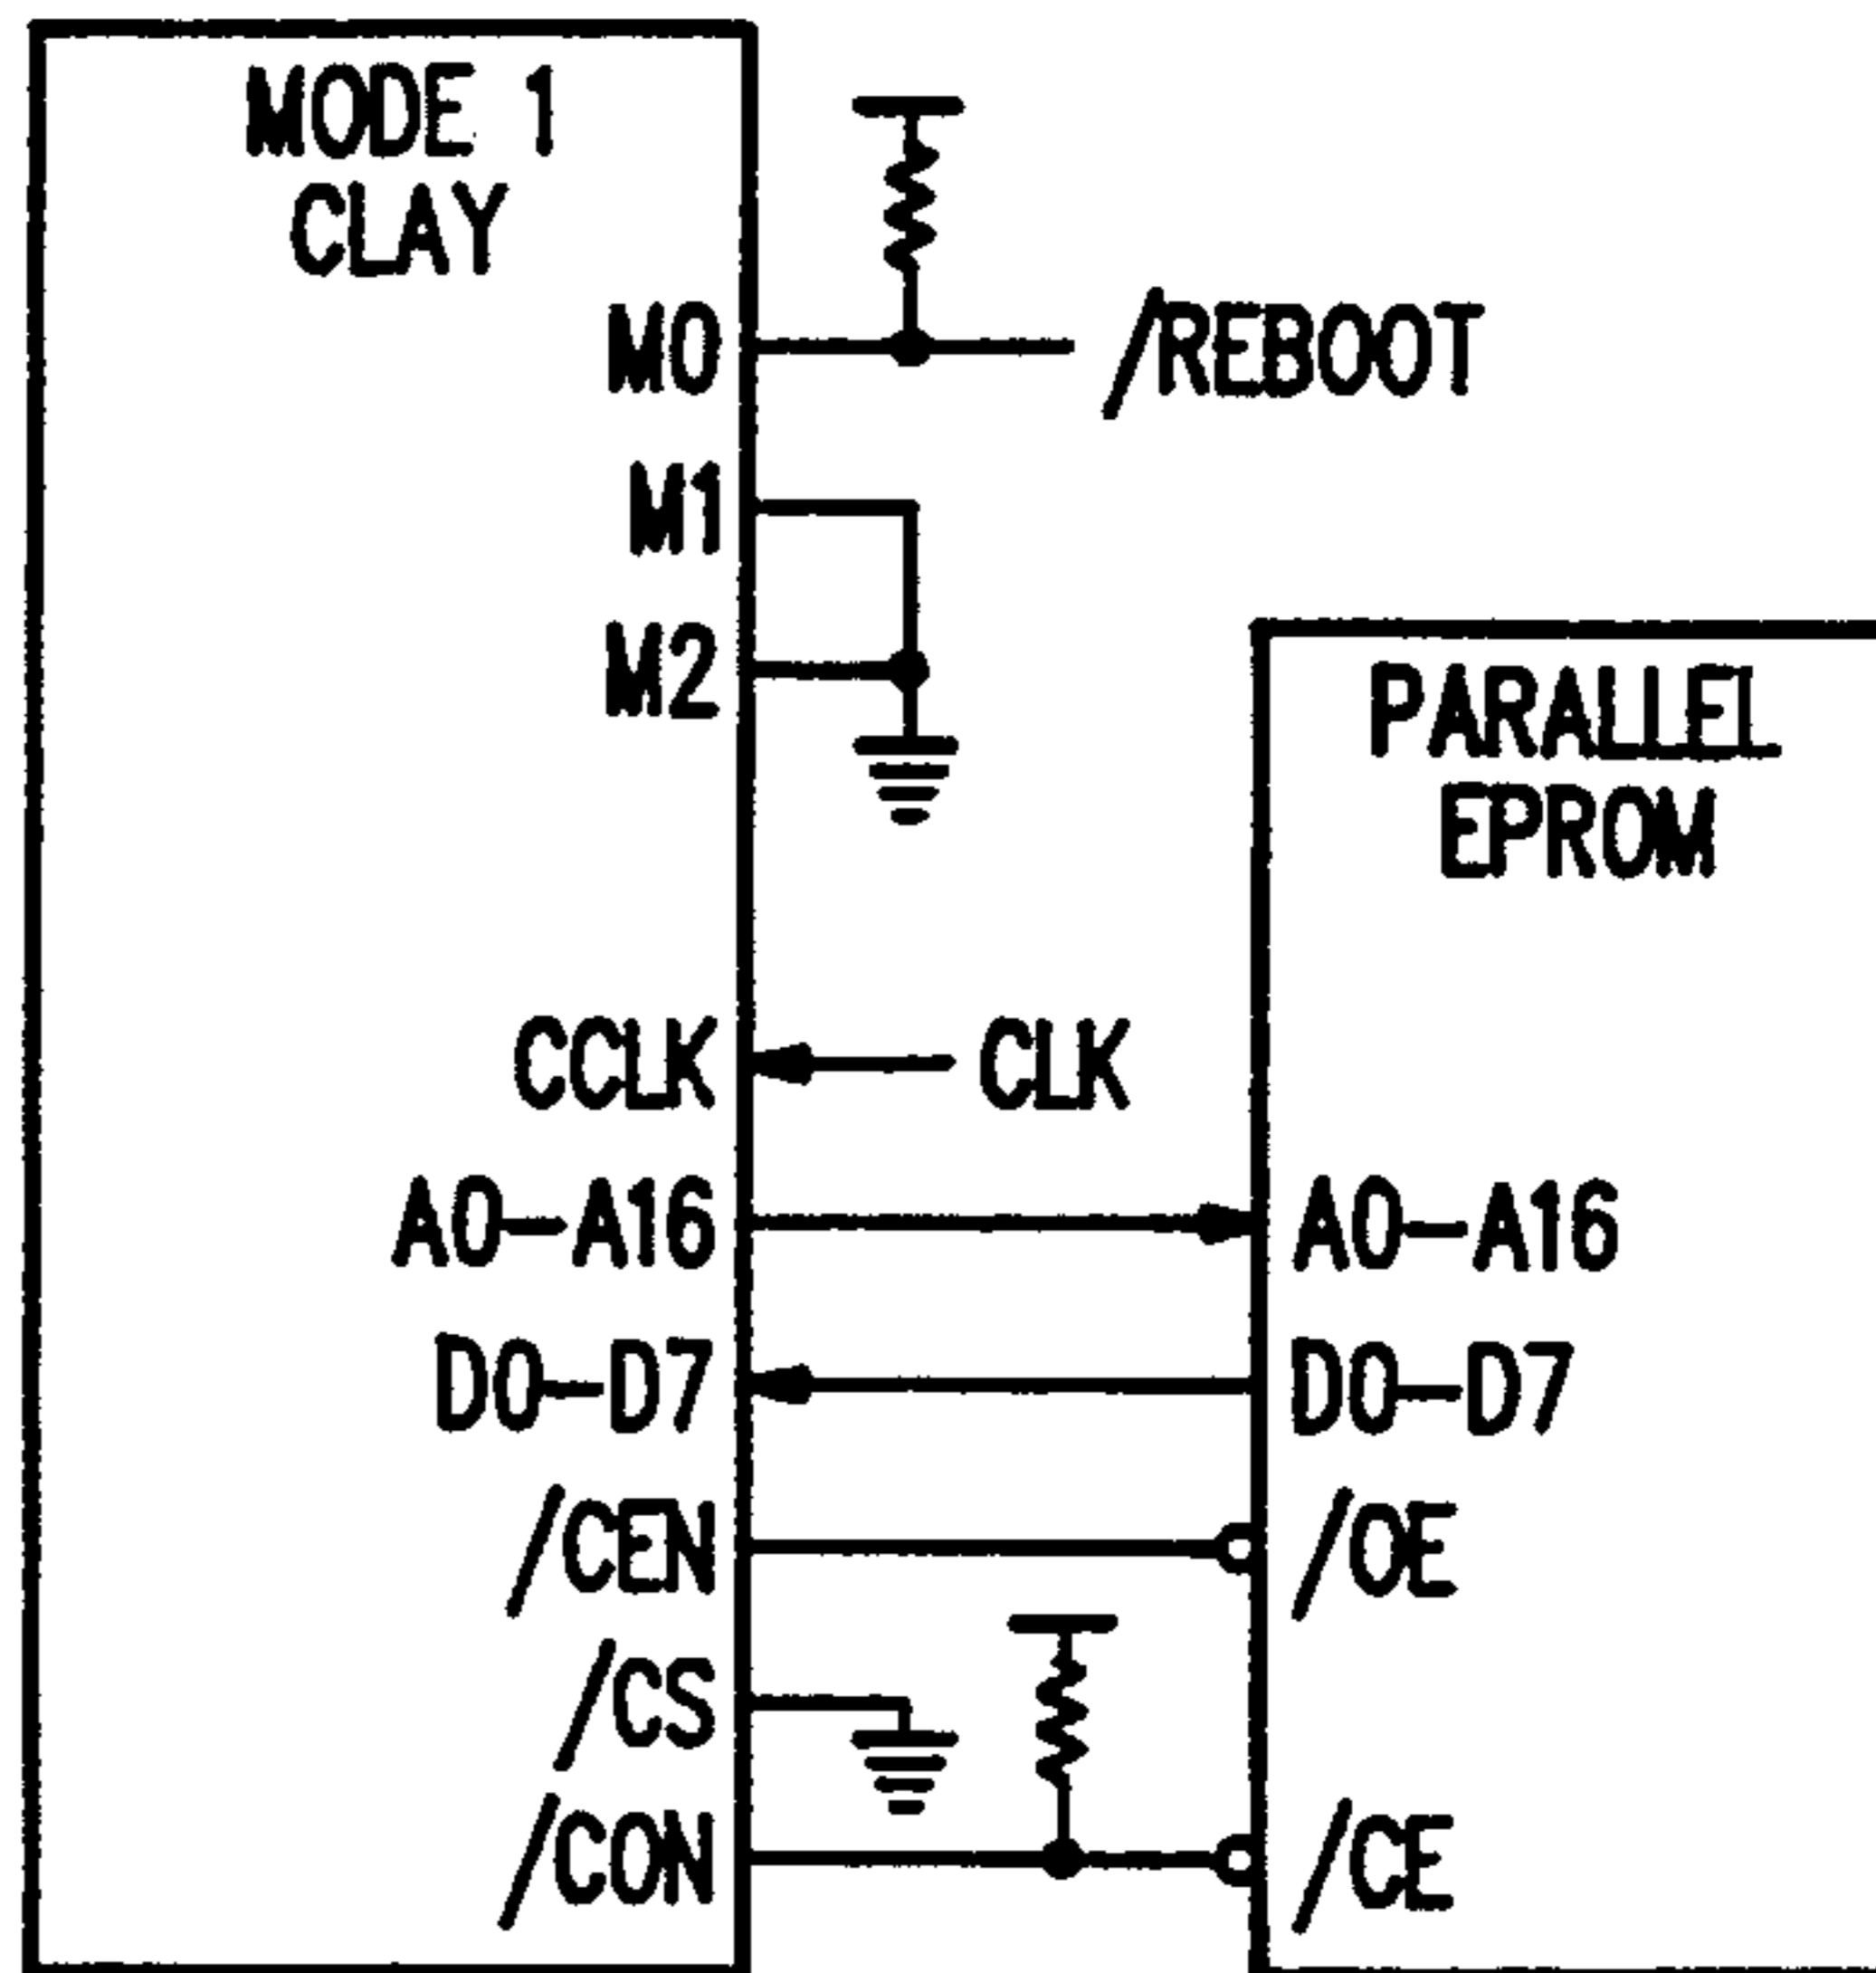 MODE 1
CLAY
M0
/REBOOT
M1
M2
PARALLEL
EPROM
CCLK
CLK
A0-A16
A0-A16
D0-D7
D0-D7
/CEN
/OE
/CS
/CON
/CE